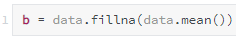 1 b = data.fillna(data.mean())